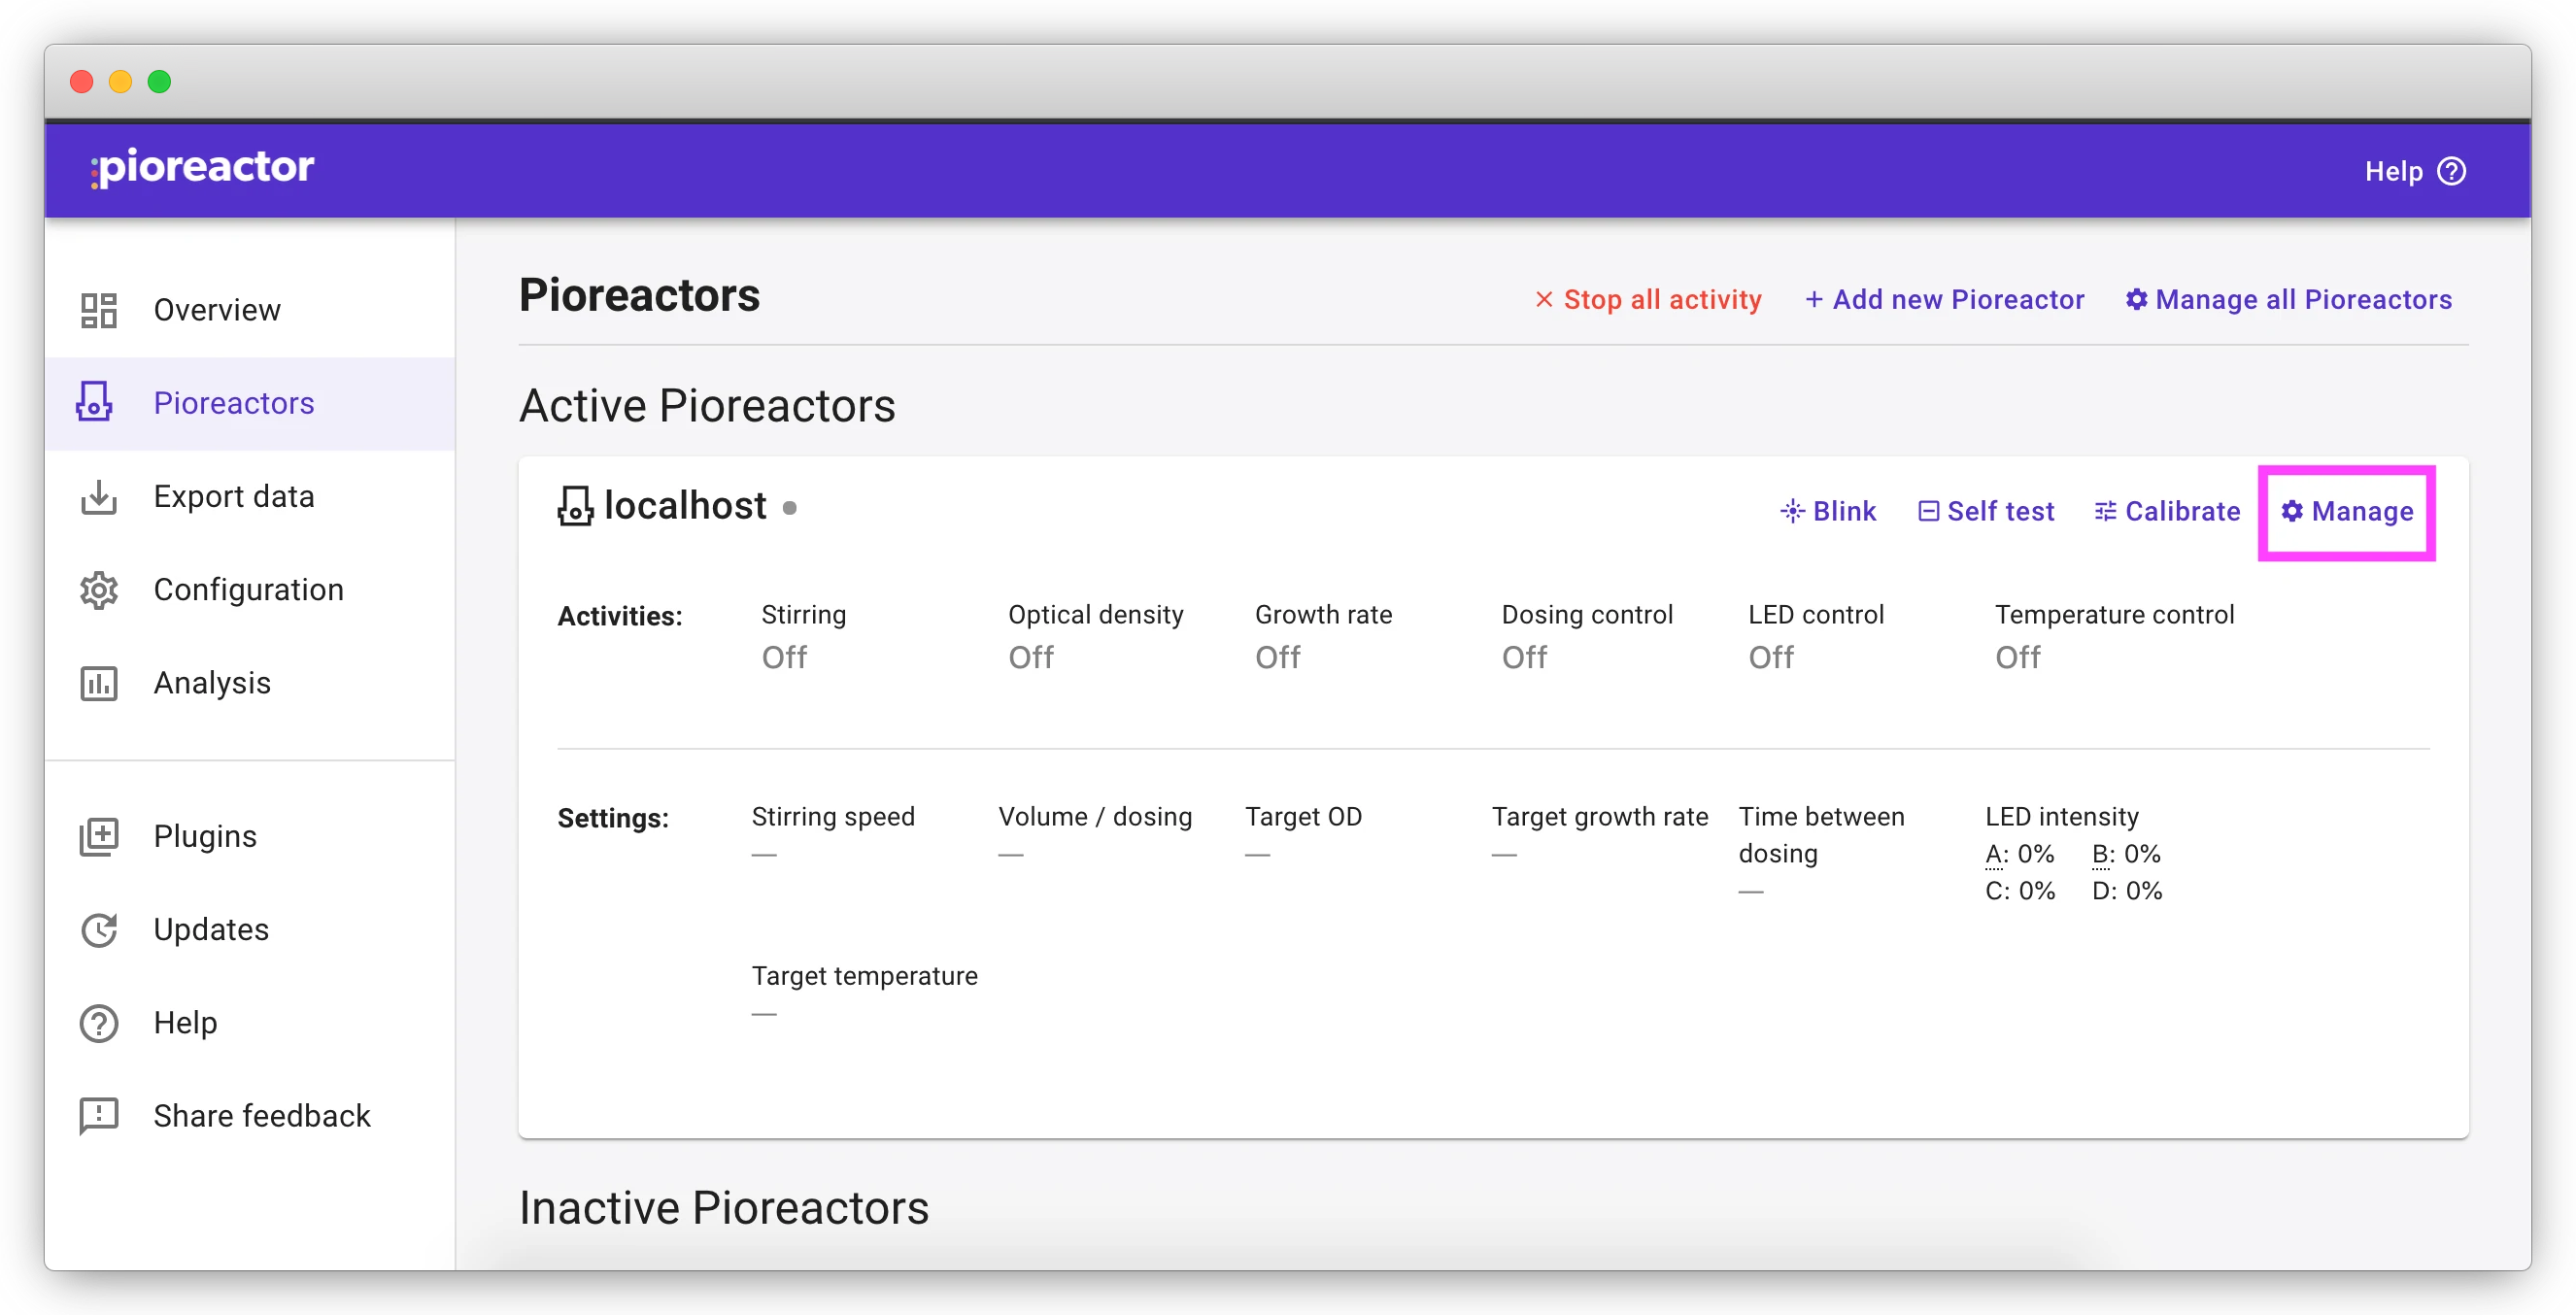 pioreactor
Help
Overview
Pioreactors
Export data
Configuration
Analysis
Plugins
Updates
Help
Share feedback
Pioreactors
Stop all activity + Add new Pioreactor Manage all Pioreactors
Active Pioreactors
localhost
Blink Self test Calibrate Manage
Activities: Stirring Optical density Growth rate Dosing control LED control Temperature control
Off Off Off Off Off Off
Settings: Stirring speed Volume / dosing Target OD Target growth rate Time between LED intensity
— — — — dosing A: 0% B: 0%
— C: 0% D: 0%
Target temperature
—
Inactive Pioreactors